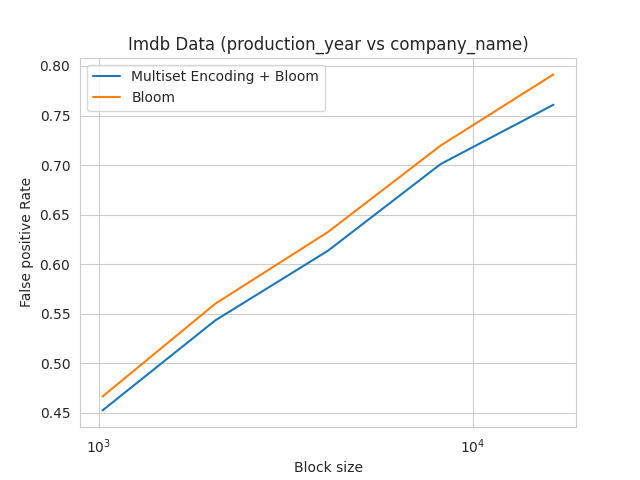 Imdb Data (production_year vs company_name)
Multiset Encoding + Bloom
Bloom
False positive Rate
0.80
0.75
0.70
0.65
0.60
0.55
0.50
0.45
10³
10⁴
Block size